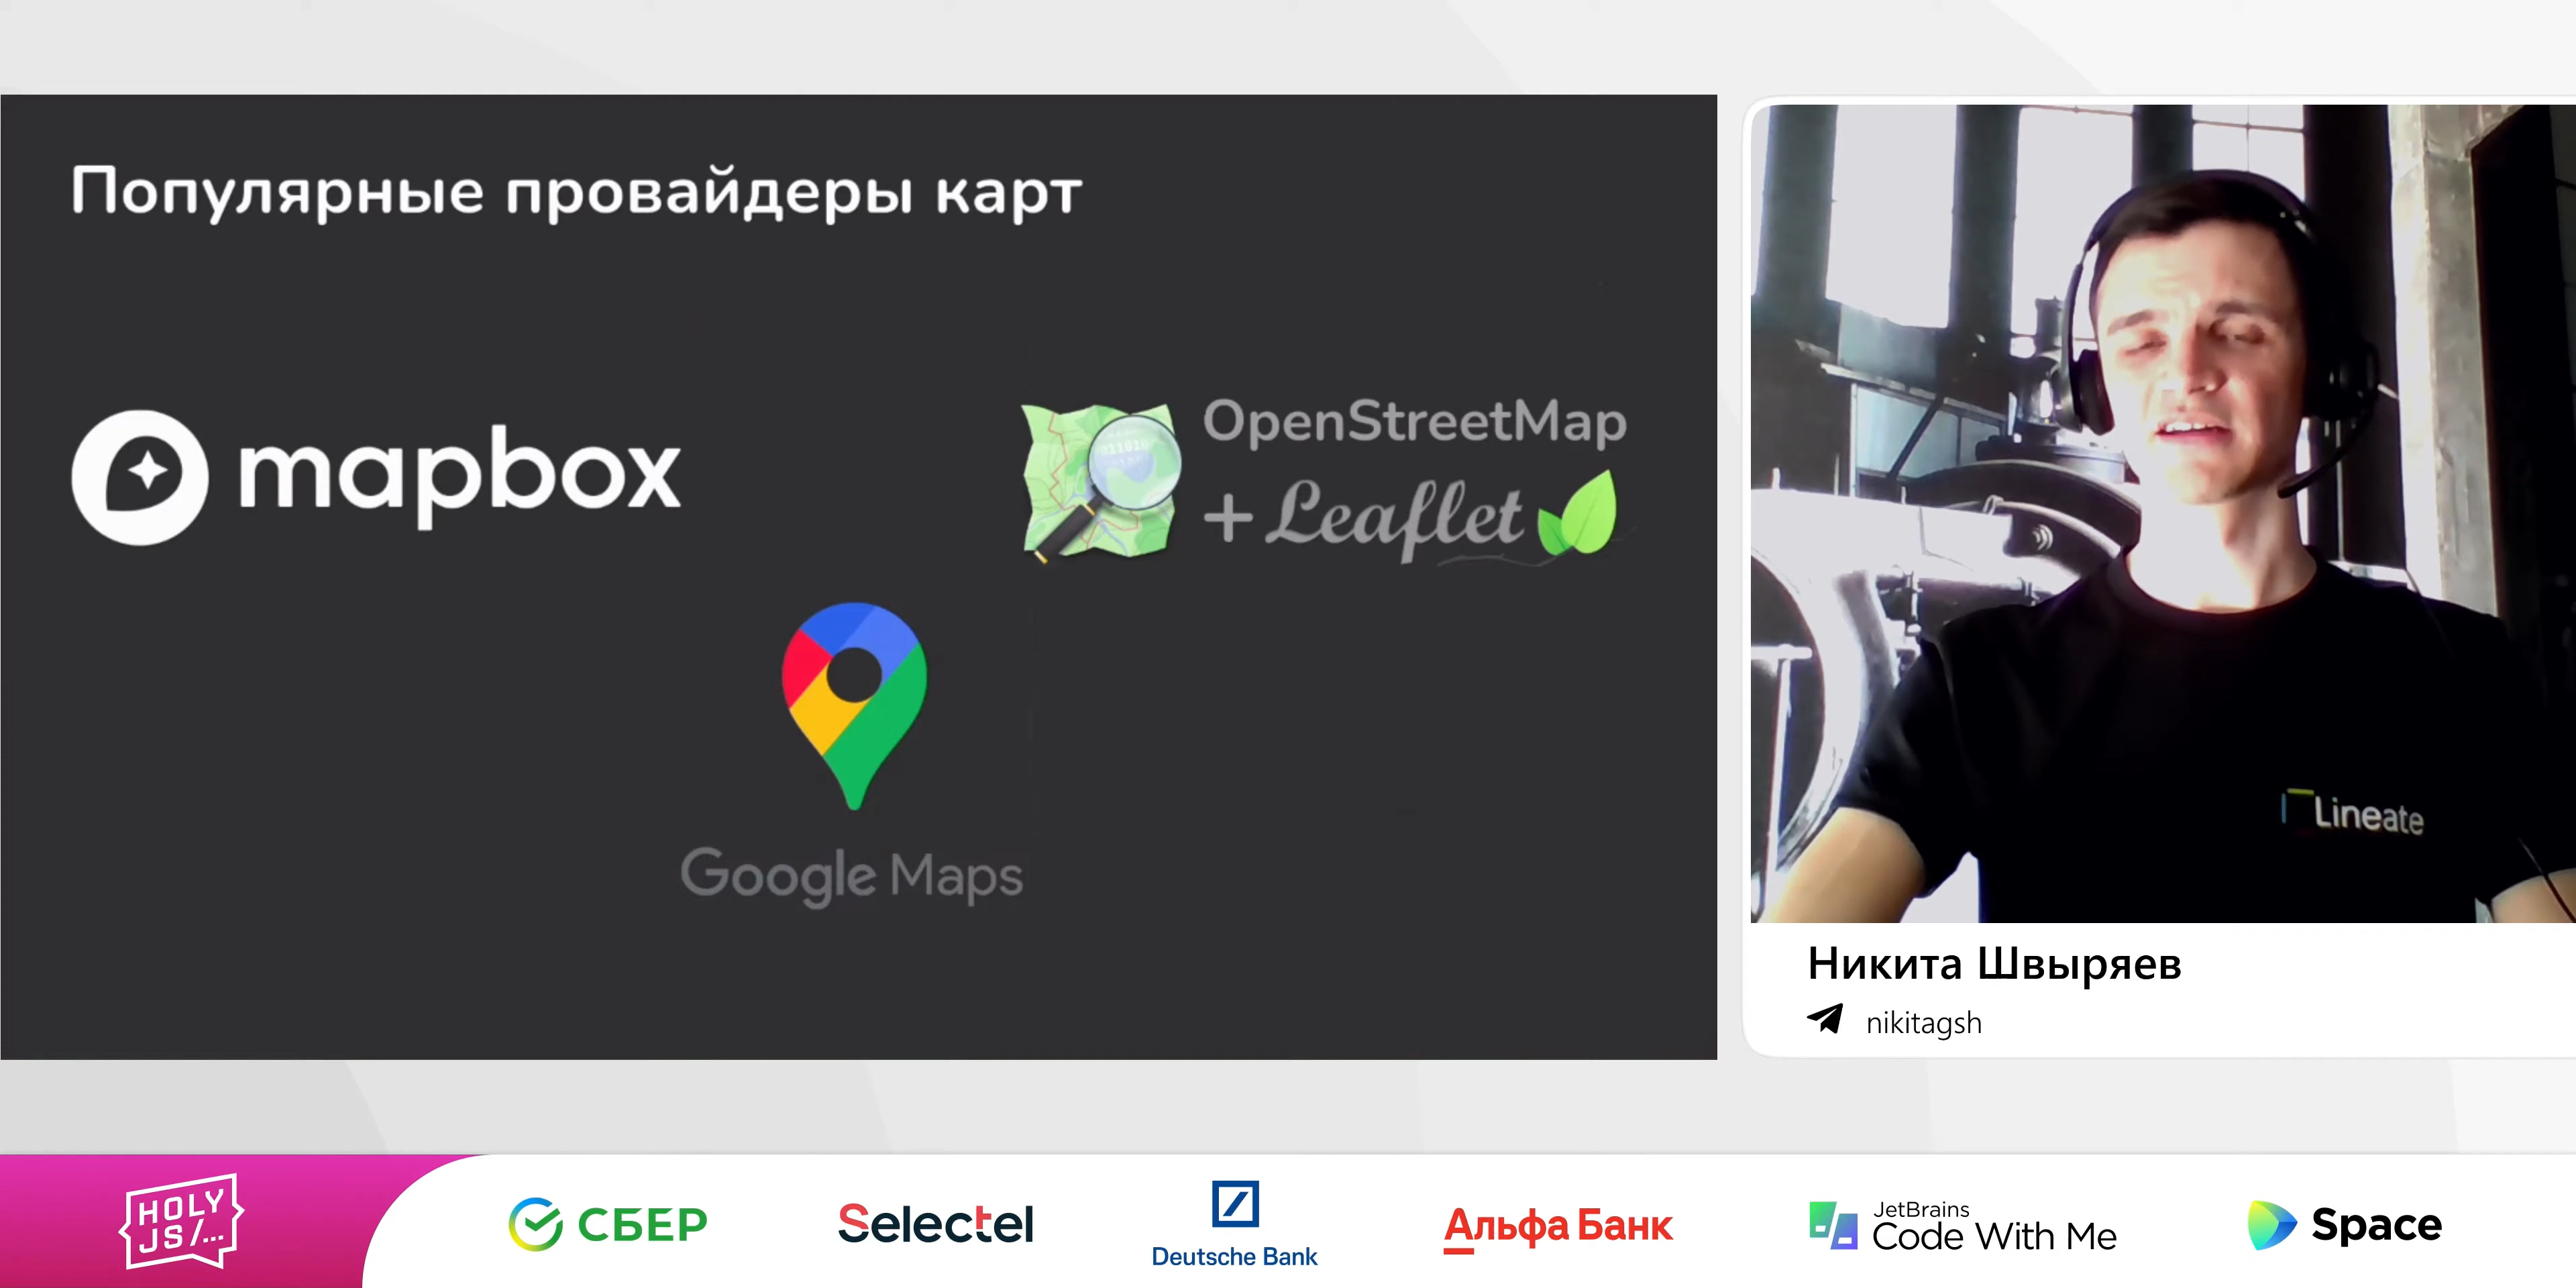 Популярные провайдеры карт
mapbox
OpenStreetMap
+ Leaflet
Google Maps
Lineate
Никита Швыряев
nikitagsh
HOLY
JS/...
СБЕР
Selectel
Deutsche Bank
Альфа Банк
JetBrains
Code With Me
Space